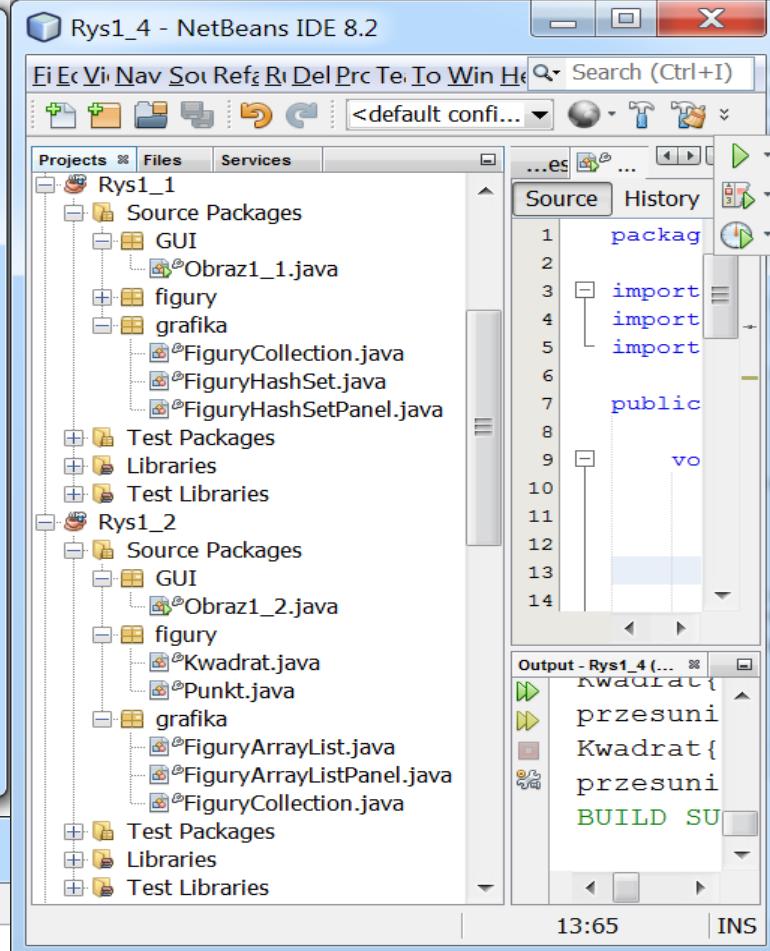 Rys1_4 - NetBeans IDE 8.2
Fi Ec Vi Nav Sou Refa Ru Del Prc Te To Win He Search (Ctrl+I)
<default confi...
Projects Files Services
Rys1_1
Source Packages
GUI
Obraz1_1.java
figury
grafika
FiguryCollection.java
FiguryHashSet.java
FiguryHashSetPanel.java
Test Packages
Libraries
Test Libraries
Rys1_2
Source Packages
GUI
Obraz1_2.java
figury
Kwadrat.java
Punkt.java
grafika
FiguryArrayList.java
FiguryArrayListPanel.java
FiguryCollection.java
Test Packages
Libraries
Test Libraries
...es ...
Source History
1 packag
2
3 import
4 import
5 import
6
7 public
8
9 vo
10
11
12
13
14
Output - Rys1_4 (...
Kwadrat{
przesuni
Kwadrat{
przesuni
BUILD SU
13:65 INS